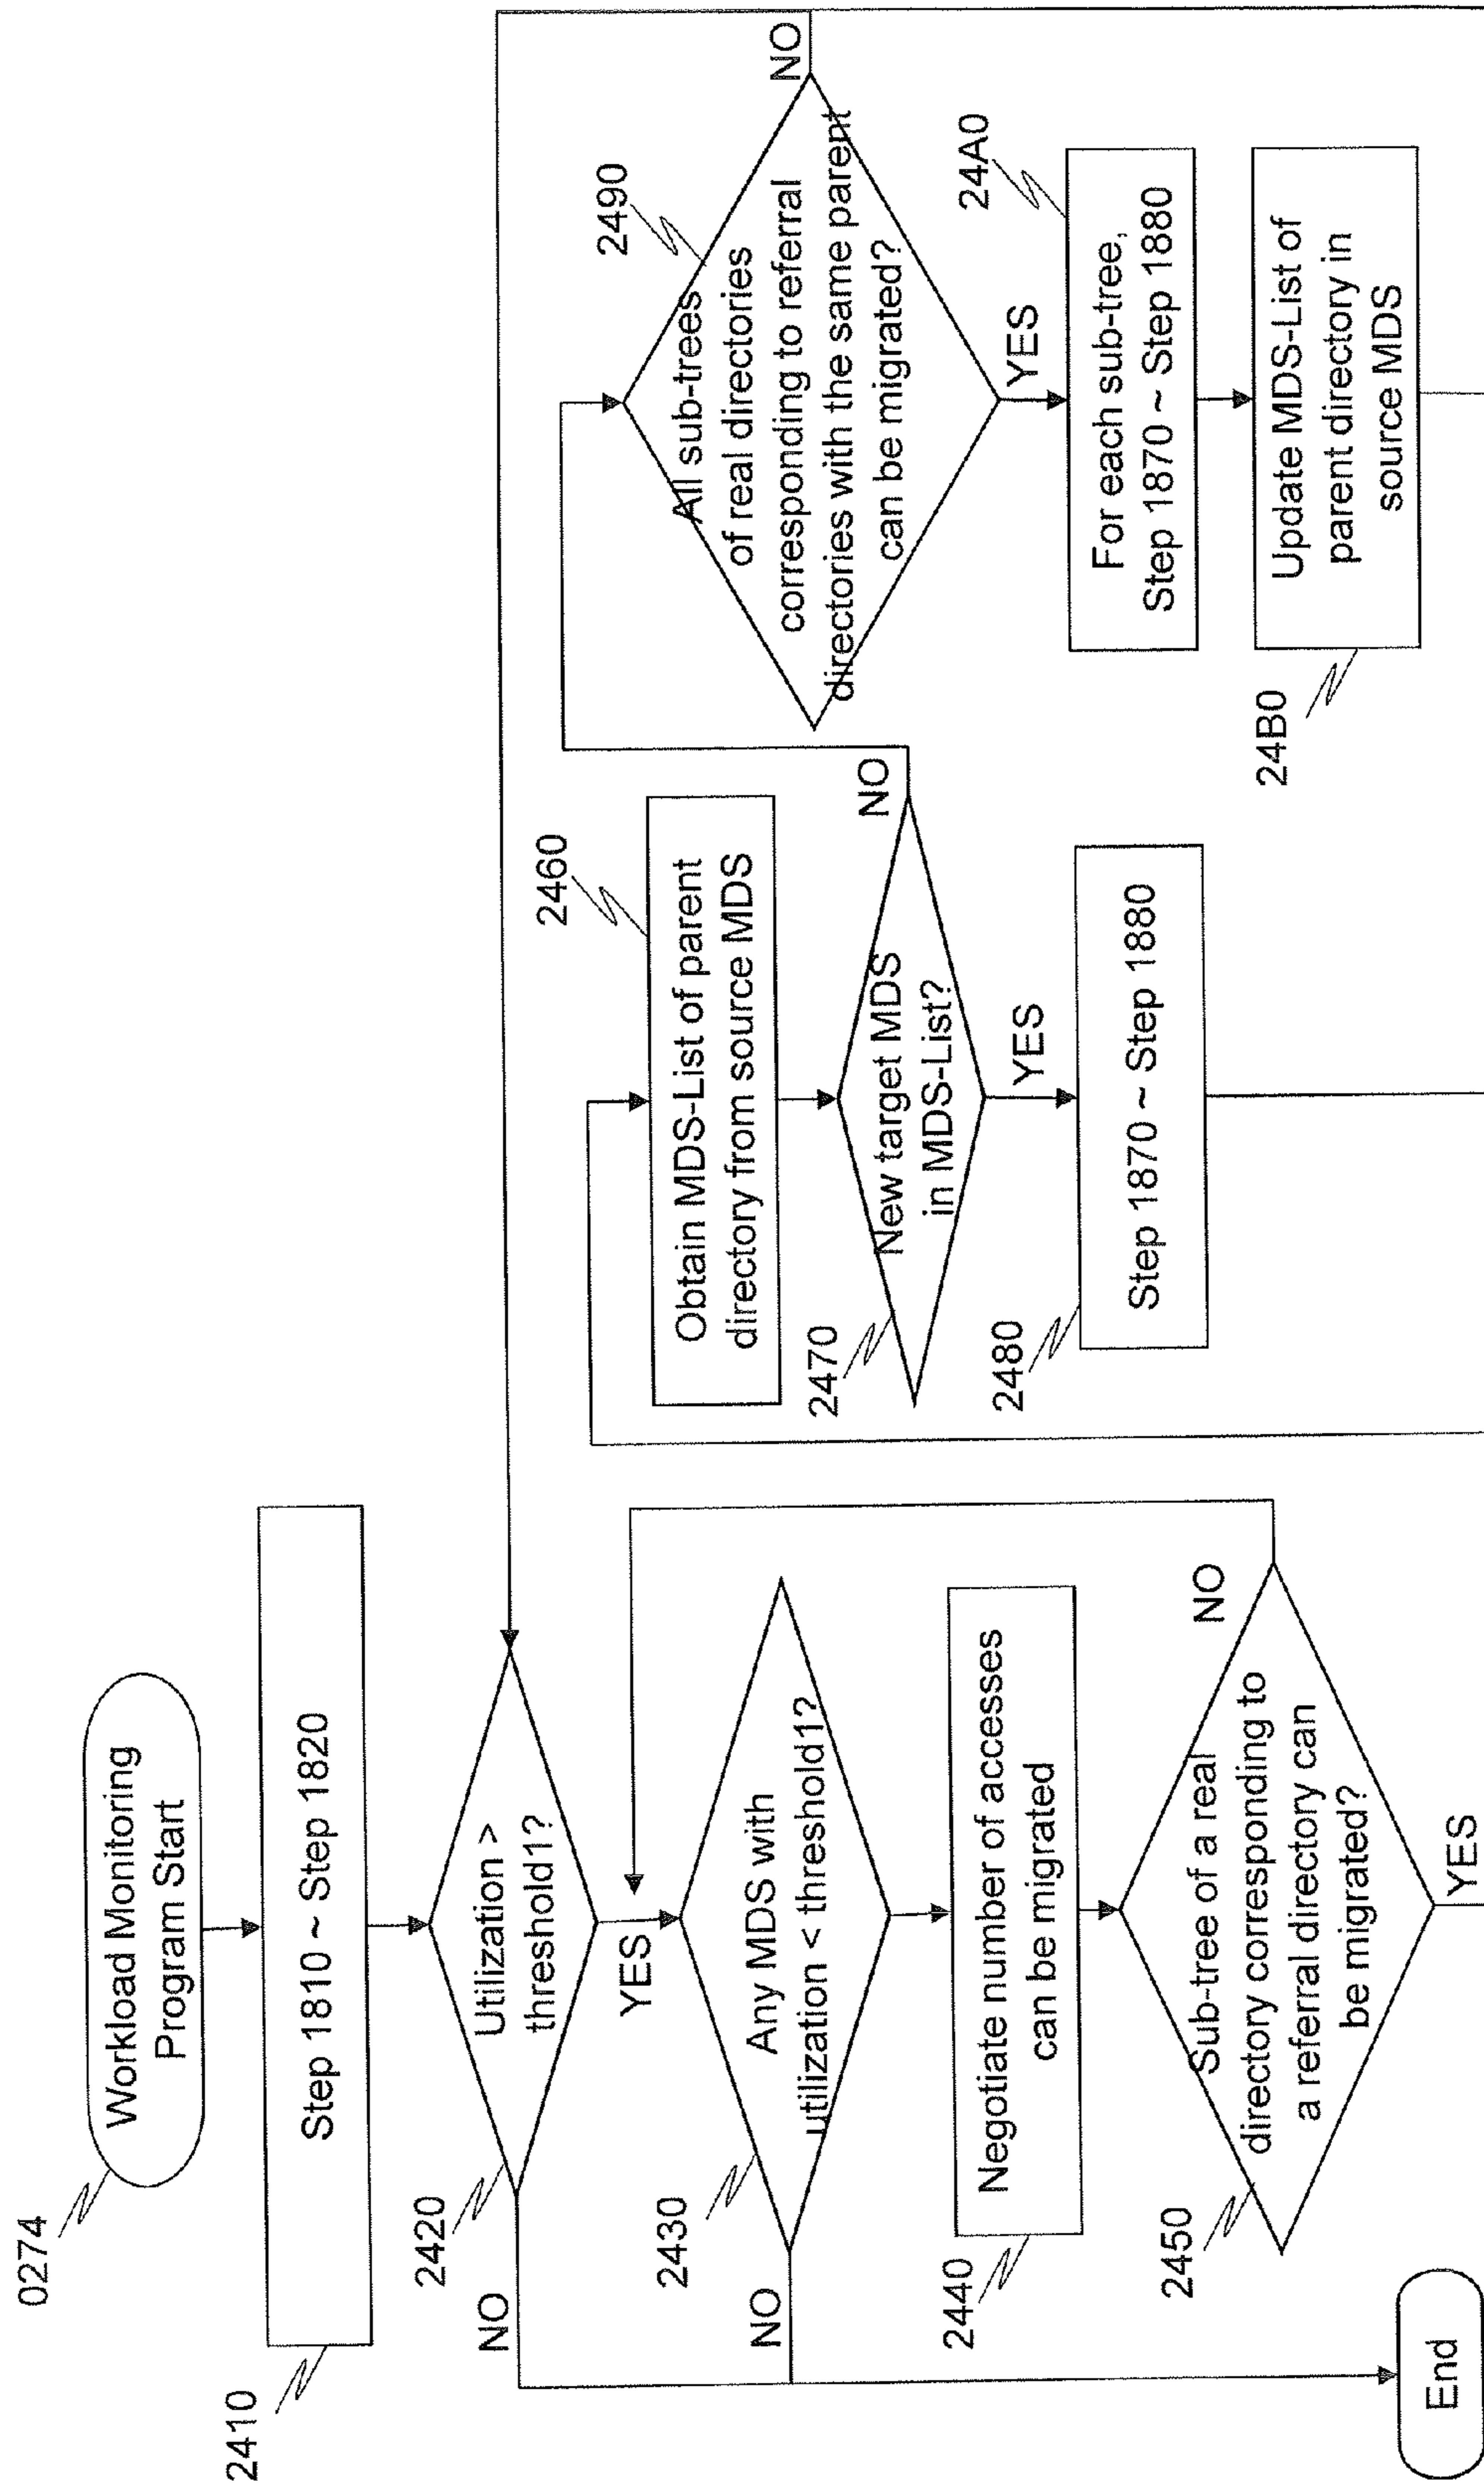 0274
Workload Monitoring
Program Start
2410
Step 1810 ~ Step 1820
2420
Utilization >
threshold1?
NO
YES
2430
Any MDS with
utilization < threshold1?
NO
2440
Negotiate number of accesses
can be migrated
2450
Sub-tree of a real
directory corresponding to
a referral directory can
be migrated?
NO
YES
End
2460
Obtain MDS-List of parent
directory from source MDS
2470
New target MDS
in MDS-List?
NO
YES
2480
Step 1870 ~ Step 1880
2490
All sub-trees
of real directories
corresponding to referral
directories with the same parent
can be migrated?
NO
YES
24A0
For each sub-tree,
Step 1870 ~ Step 1880
24B0
Update MDS-List of
parent directory in
source MDS